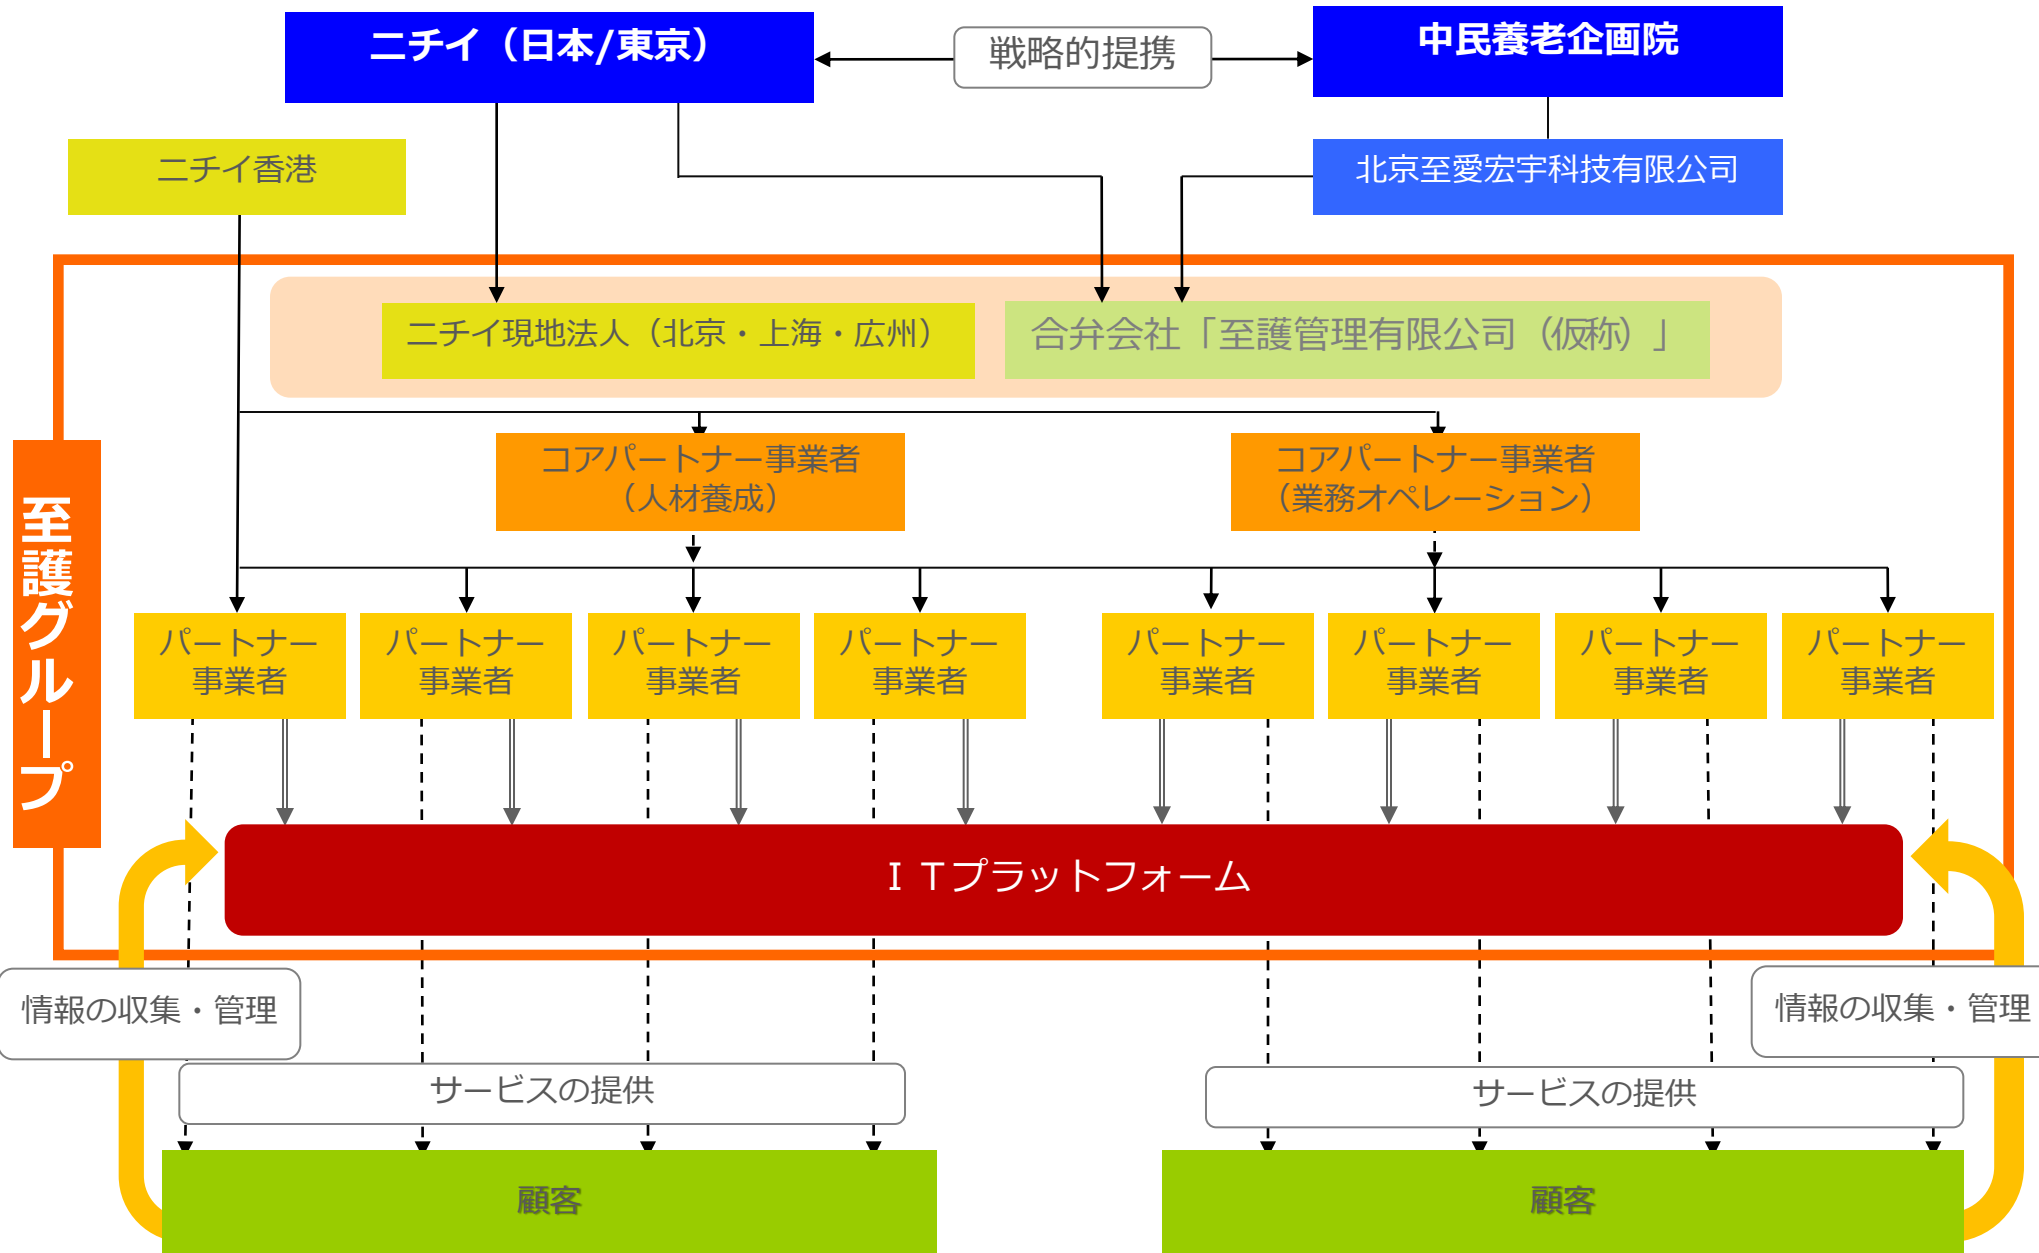 ニチイ（日本/東京）
戦略的提携
中民養老企画院
ニチイ香港
北京至愛宏宇科技有限公司
ニチイ現地法人（北京・上海・広州）
合弁会社「至護管理有限公司（仮称）」
コアパートナー事業者
（人材養成）
コアパートナー事業者
（業務オペレーション）
至護グループ
パートナー
事業者
パートナー
事業者
パートナー
事業者
パートナー
事業者
パートナー
事業者
パートナー
事業者
パートナー
事業者
パートナー
事業者
ＩＴプラットフォーム
情報の収集・管理
情報の収集・管理
サービスの提供
サービスの提供
顧客
顧客